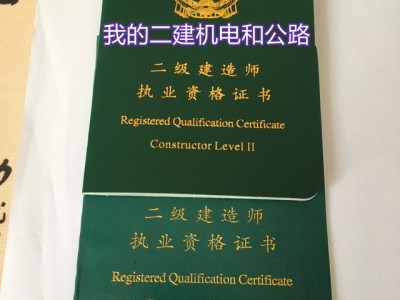 我的二建机电和公路
二级建造师
执业资格证书
Registered Qualification Certificate
Constructor Level II
二级建造师
执业资格证书
Registered Qualification Certificate